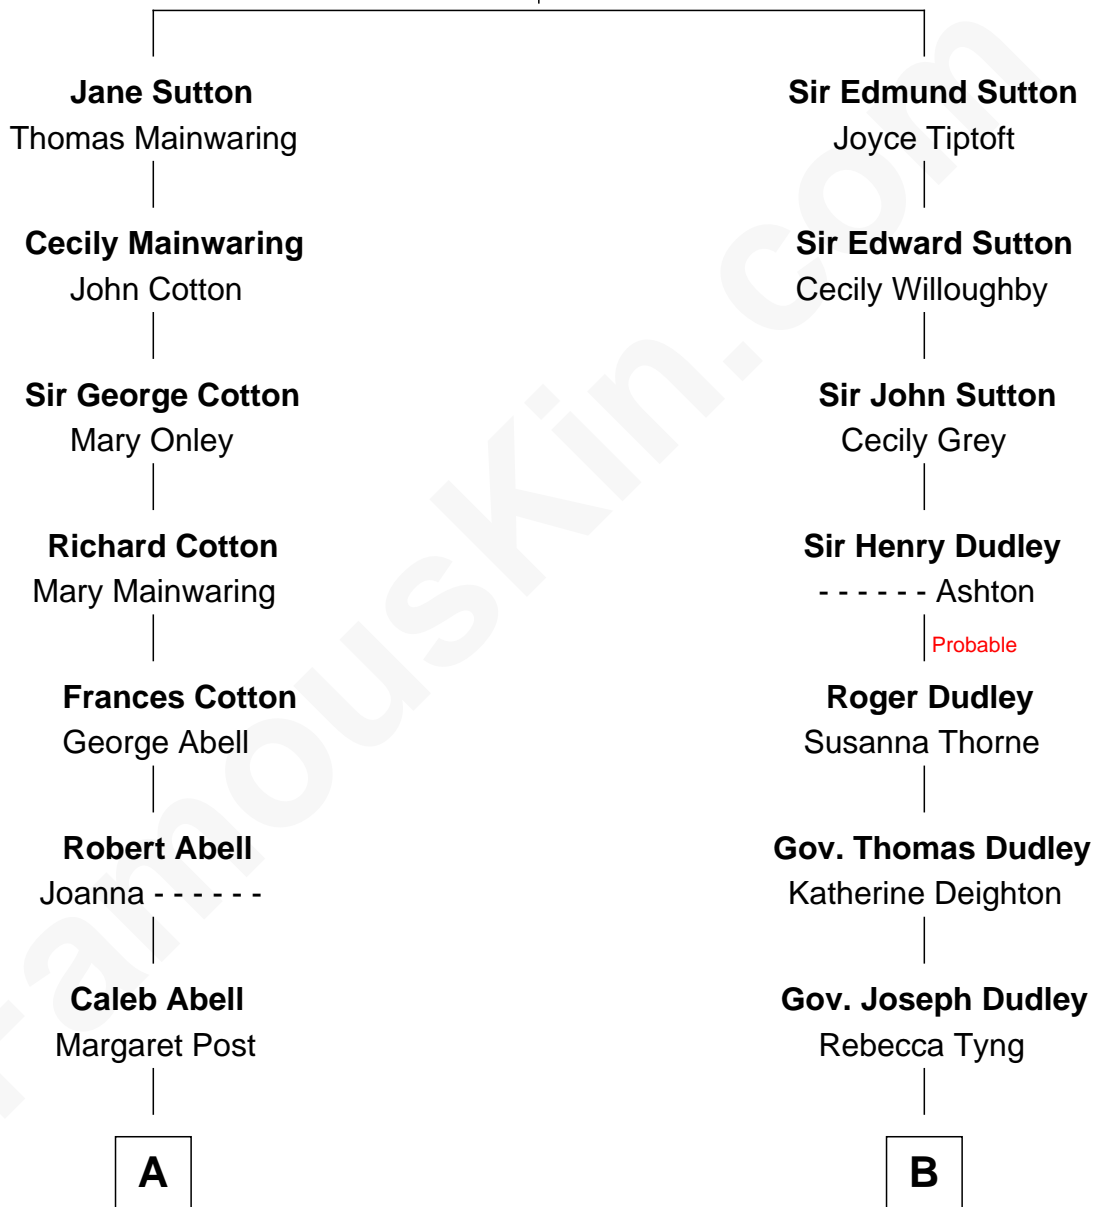 Jane Sutton
Thomas Mainwaring
Cecily Mainwaring
John Cotton
Sir George Cotton
Mary Onley
Richard Cotton
Mary Mainwaring
Frances Cotton
George Abell
Robert Abell
Joanna - - - - - -
Caleb Abell
Margaret Post
A
Sir Edmund Sutton
Joyce Tiptoft
Sir Edward Sutton
Cecily Willoughby
Sir John Sutton
Cecily Grey
Sir Henry Dudley
- - - - - - Ashton
Probable
Roger Dudley
Susanna Thorne
Gov. Thomas Dudley
Katherine Deighton
Gov. Joseph Dudley
Rebecca Tyng
B
FamousKin.com